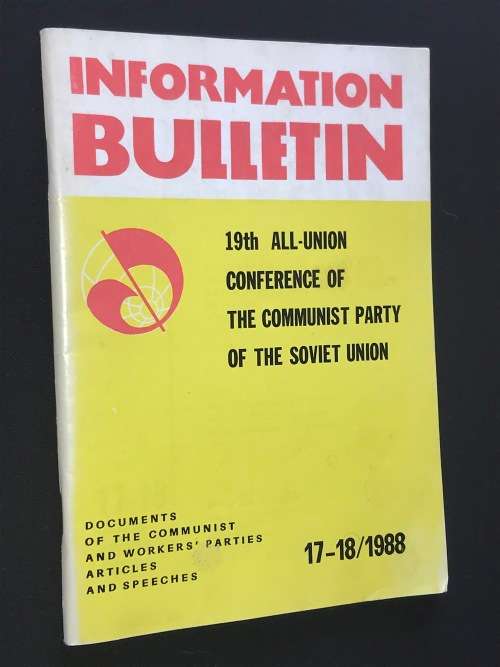 INFORMATION
BULLETIN
19th ALL-UNION
CONFERENCE OF
THE COMMUNIST PARTY
OF THE SOVIET UNION
DOCUMENTS
OF THE COMMUNIST
AND WORKERS' PARTIES
ARTICLES
AND SPEECHES
17-18/1988